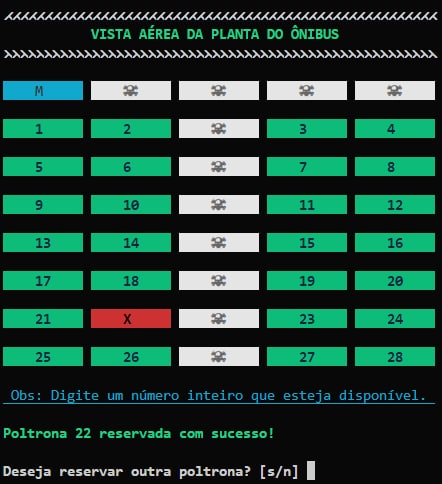 VISTA AÉREA DA PLANTA DO ÔNIBUS
M ☠ ☠ ☠ ☠
1 2 ☠ 3 4
5 6 ☠ 7 8
9 10 ☠ 11 12
13 14 ☠ 15 16
17 18 ☠ 19 20
21 X ☠ 23 24
25 26 ☠ 27 28
Obs: Digite um número inteiro que esteja disponível.
Poltrona 22 reservada com sucesso!
Deseja reservar outra poltrona? [s/n]